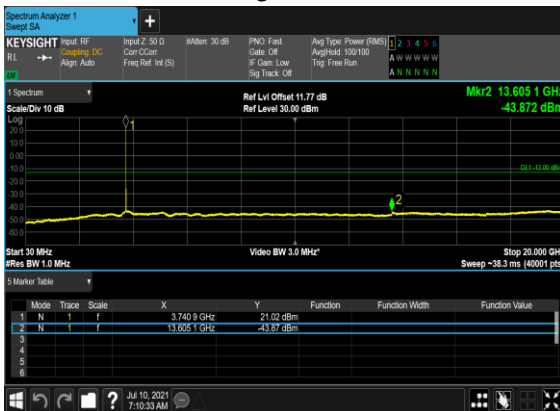 Spectrum Analyzer 1
Swept SA
KEYSIGHT Input: RF Input Z: 50 Ω #Atten: 30 dB PNO: Fast Avg Type: Power (RMS) 1 2 3 4 5 6
RL Coupling: DC Corr CCorr Gate: Off Avg|Hold: 100/100 A W W W W W
Align: Auto Freq Ref: Int (S) IF Gain: Low Trig: Free Run
Sig Track: Off A N N N N N
1 Spectrum Ref Lvl Offset 11.77 dB Mkr2 13.605 1 GHz
Scale/Div 10 dB Ref Level 30.00 dBm -43.872 dBm
Log
20.0
10.0
0.00
-10.0 DL1 -13.00 dBm
-20.0
-30.0
-40.0
-50.0
-60.0
1
2
Start 30 MHz Video BW 3.0 MHz* Stop 20.000 GHz
#Res BW 1.0 MHz Sweep ~38.3 ms (40001 pts)
5 Marker Table
Mode Trace Scale X Y Function Function Width Function Value
1 N 1 f 3.740 9 GHz 21.02 dBm
2 N 1 f 13.605 1 GHz -43.87 dBm
3
4
5
6
? Jul 10, 2021
7:10:33 AM